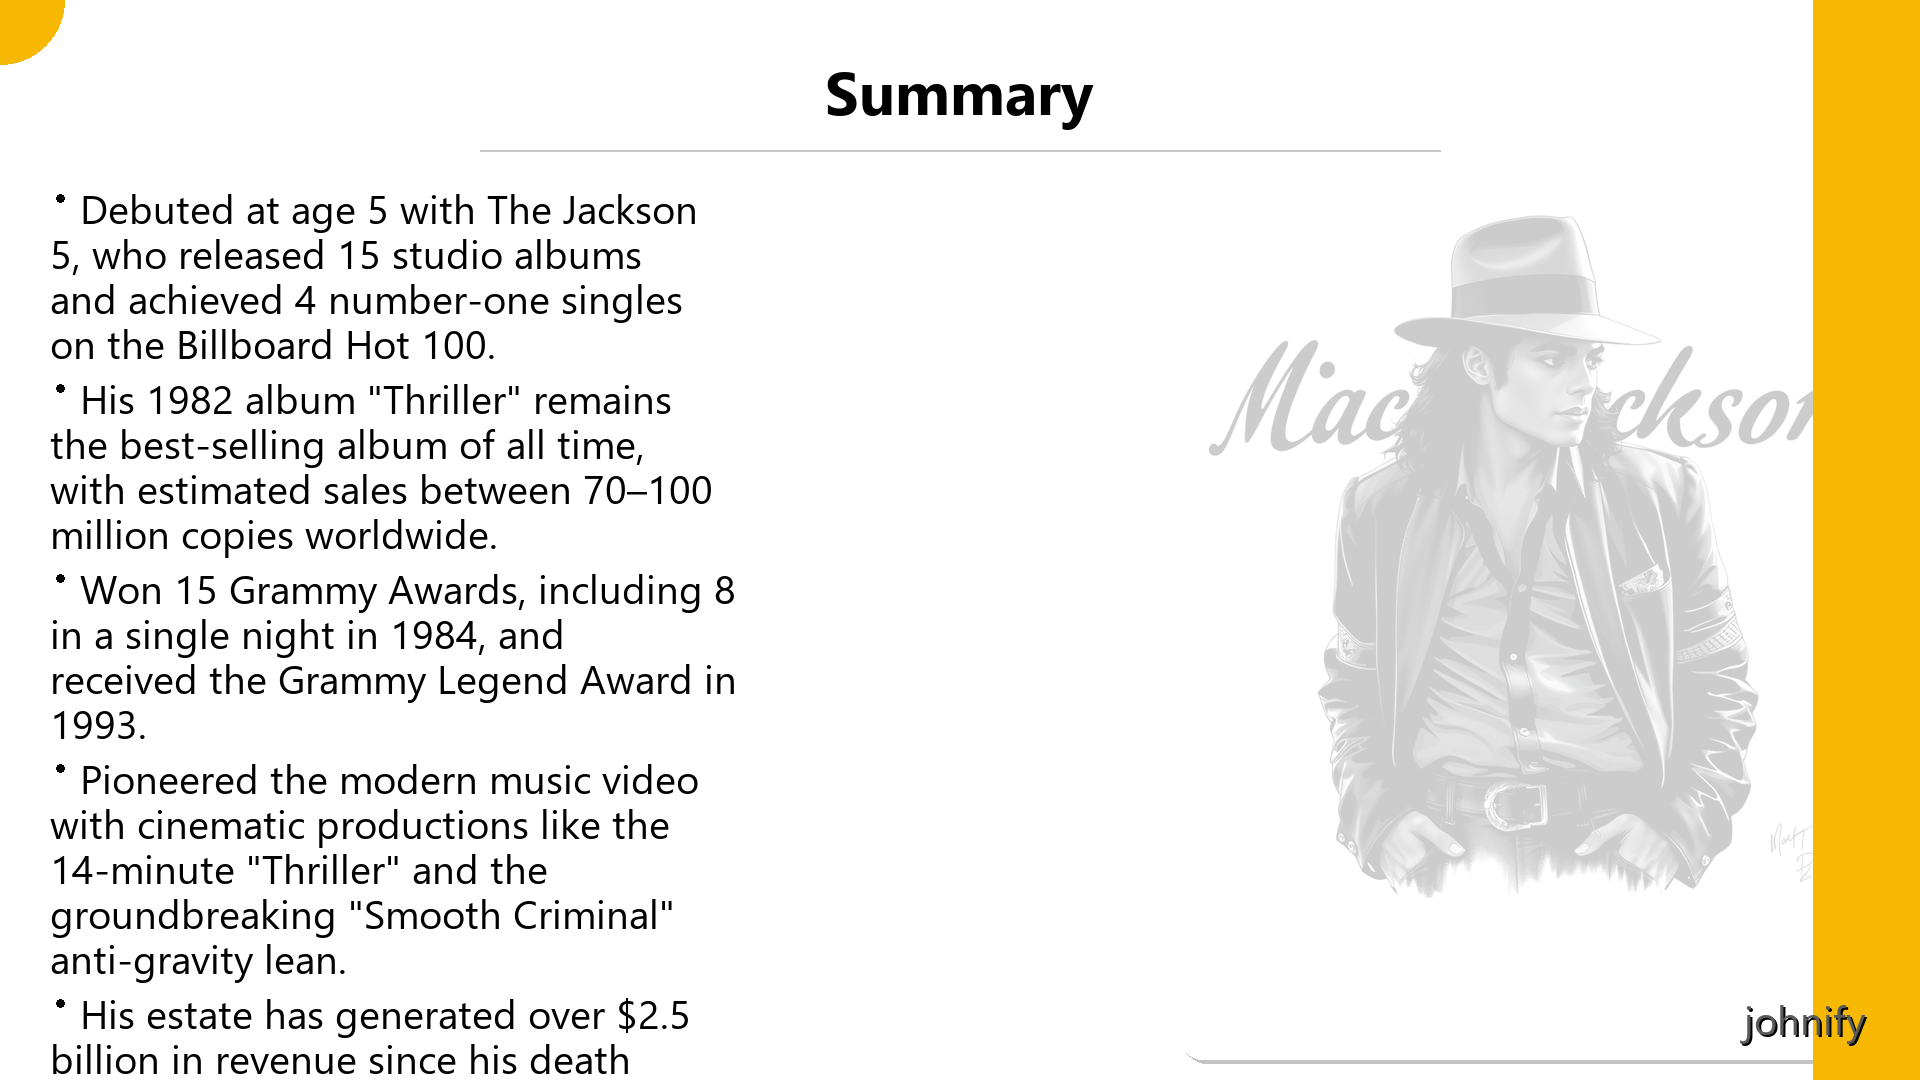 Summary
• Debuted at age 5 with The Jackson
5, who released 15 studio albums
and achieved 4 number-one singles
on the Billboard Hot 100.
• His 1982 album "Thriller" remains
the best-selling album of all time,
with estimated sales between 70–100
million copies worldwide.
• Won 15 Grammy Awards, including 8
in a single night in 1984, and
received the Grammy Legend Award in
1993.
• Pioneered the modern music video
with cinematic productions like the
14-minute "Thriller" and the
groundbreaking "Smooth Criminal"
anti-gravity lean.
• His estate has generated over $2.5
billion in revenue since his death
johnify